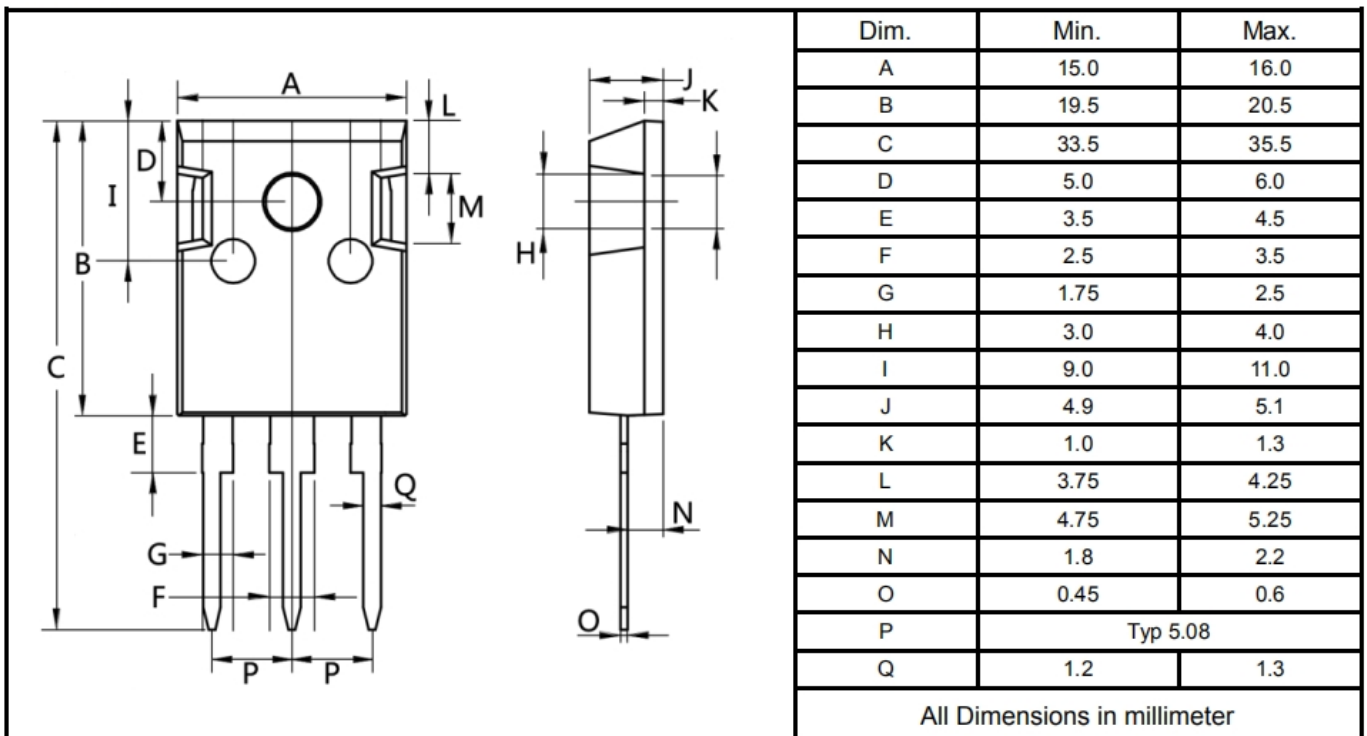 A
L
D
I
M
B
C
E
Q
G
F
P P
J
K
H
N
O
Dim. Min. Max.
A 15.0 16.0
B 19.5 20.5
C 33.5 35.5
D 5.0 6.0
E 3.5 4.5
F 2.5 3.5
G 1.75 2.5
H 3.0 4.0
I 9.0 11.0
J 4.9 5.1
K 1.0 1.3
L 3.75 4.25
M 4.75 5.25
N 1.8 2.2
O 0.45 0.6
P Typ 5.08
Q 1.2 1.3
All Dimensions in millimeter